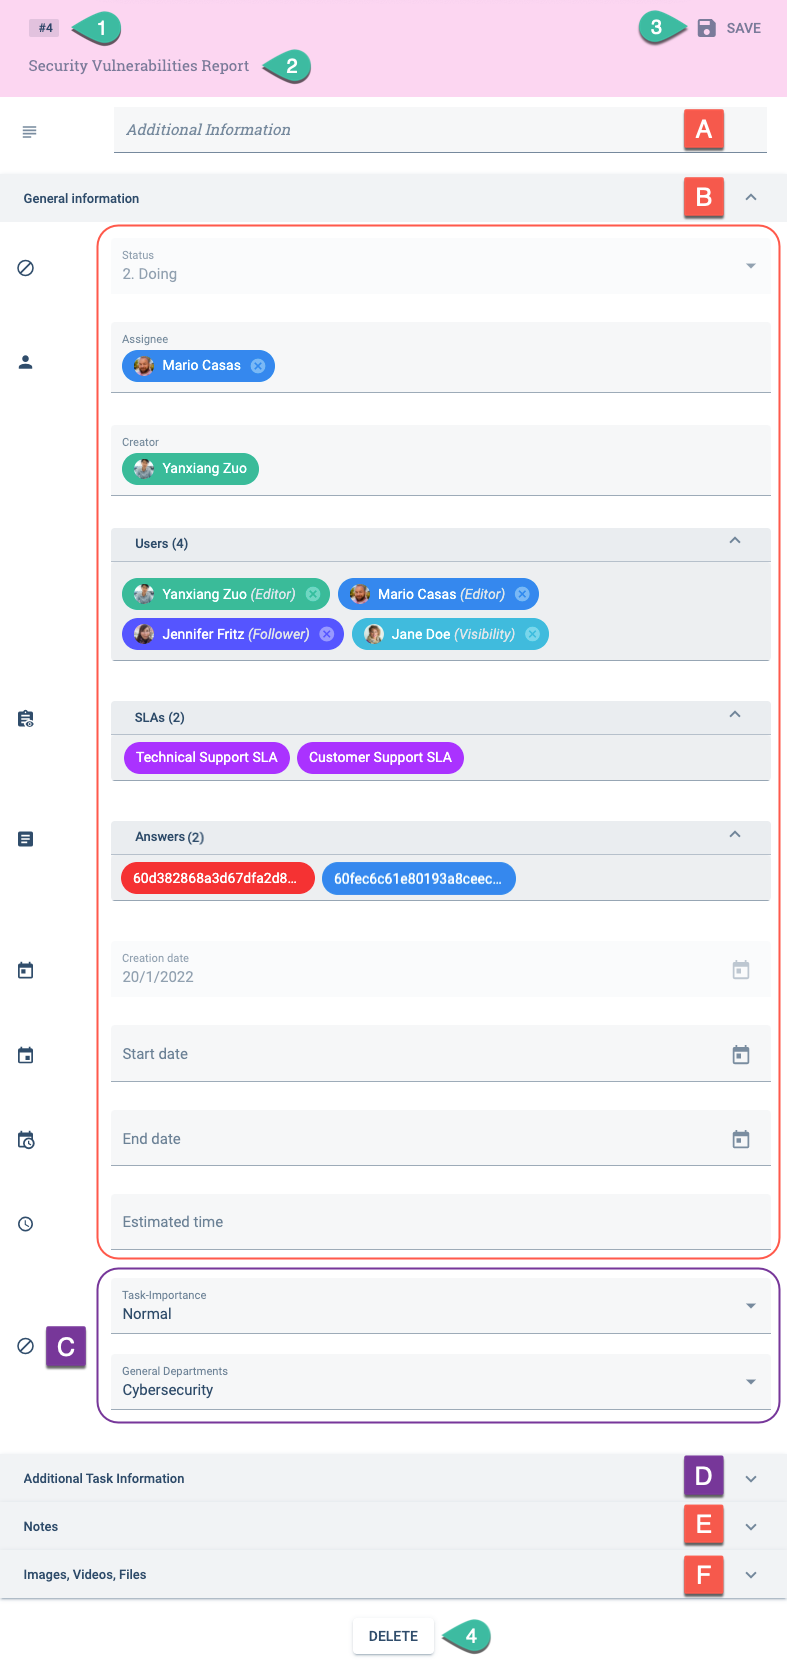 #4
1
3
SAVE
Security Vulnerabilities Report
2
Additional Information
A
General information
B
Status
2. Doing
Assignee
Mario Casas
Creator
Yanxiang Zuo
Users (4)
Yanxiang Zuo (Editor)
Mario Casas (Editor)
Jennifer Fritz (Follower)
Jane Doe (Visibility)
SLAs (2)
Technical Support SLA
Customer Support SLA
Answers (2)
60d382868a3d67dfa2d8...
60fec6c61e80193a8ceec...
Creation date
20/1/2022
Start date
End date
Estimated time
Task-Importance
Normal
C
General Departments
Cybersecurity
Additional Task Information
D
Notes
E
Images, Videos, Files
F
DELETE
4